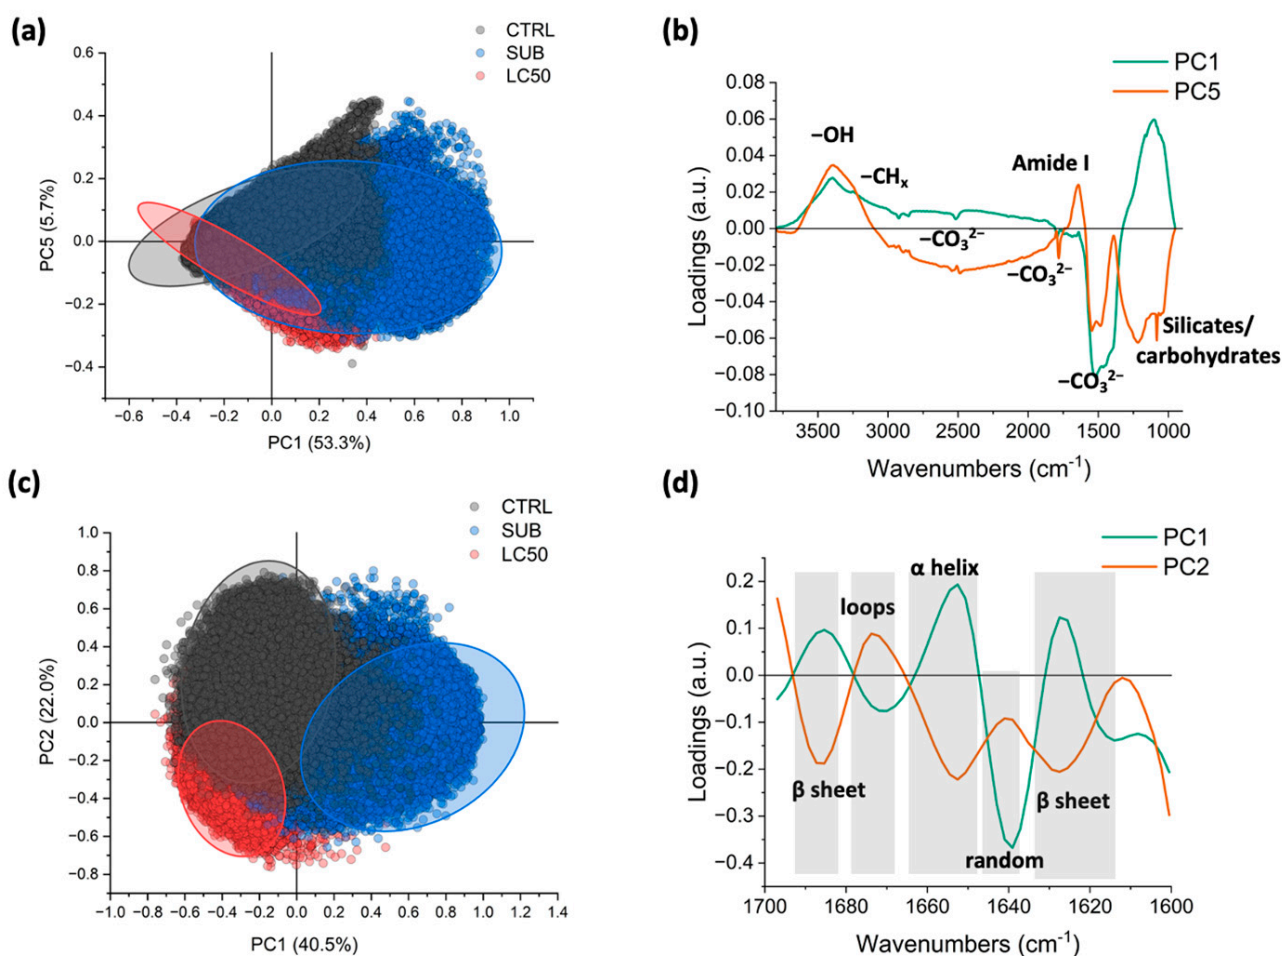 (a)
CTRL
SUB
LC50
0.6
0.4
0.2
0.0
−0.2
−0.4
PC5 (5.7%)
−0.6 −0.4 −0.2 0.0 0.2 0.4 0.6 0.8 1.0
PC1 (53.3%)
(b)
PC1
PC5
0.08
0.06
0.04
0.02
0.00
−0.02
−0.04
−0.06
−0.08
−0.10
Loadings (a.u.)
−OH
−CHₓ
Amide I
−CO₃²⁻
−CO₃²⁻
Silicates/
carbohydrates
−CO₃²⁻
3500 3000 2500 2000 1500 1000
Wavenumbers (cm⁻¹)
(c)
CTRL
SUB
LC50
1.0
0.8
0.6
0.4
0.2
0.0
−0.2
−0.4
−0.6
−0.8
PC2 (22.0%)
−1.0 −0.8 −0.6 −0.4 −0.2 0.0 0.2 0.4 0.6 0.8 1.0 1.2 1.4
PC1 (40.5%)
(d)
PC1
PC2
0.2
0.1
0.0
−0.1
−0.2
−0.3
−0.4
Loadings (a.u.)
α helix
loops
β sheet
β sheet
random
1700 1680 1660 1640 1620 1600
Wavenumbers (cm⁻¹)